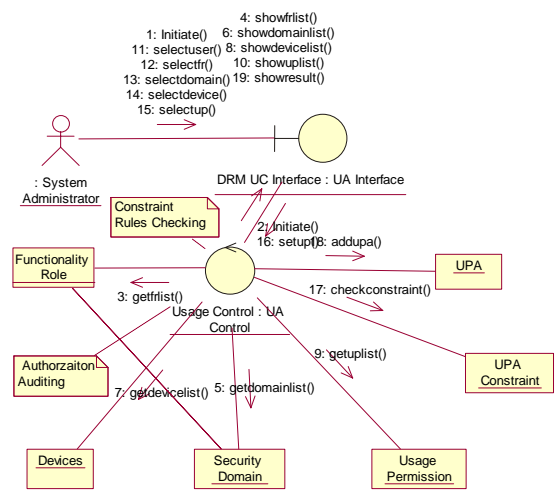 4: showfrlist()
1: Initiate()
6: showdomainlist()
11: selectuser()
8: showdevicelist()
12: selectfr()
10: showuplist()
13: selectdomain()
19: showresult()
14: selectdevice()
15: selectup()
: System
Administrator
DRM UC Interface : UA Interface
Constraint
Rules Checking
2: Initiate()
16: setup()
18: addupa()
Functionality
Role
UPA
3: getfrlist()
17: checkconstraint()
Usage Control : UA
Control
9: getuplist()
Authorzaiton
Auditing
7: getdevicelist()
5: getdomainlist()
UPA
Constraint
Devices
Security
Domain
Usage
Permission